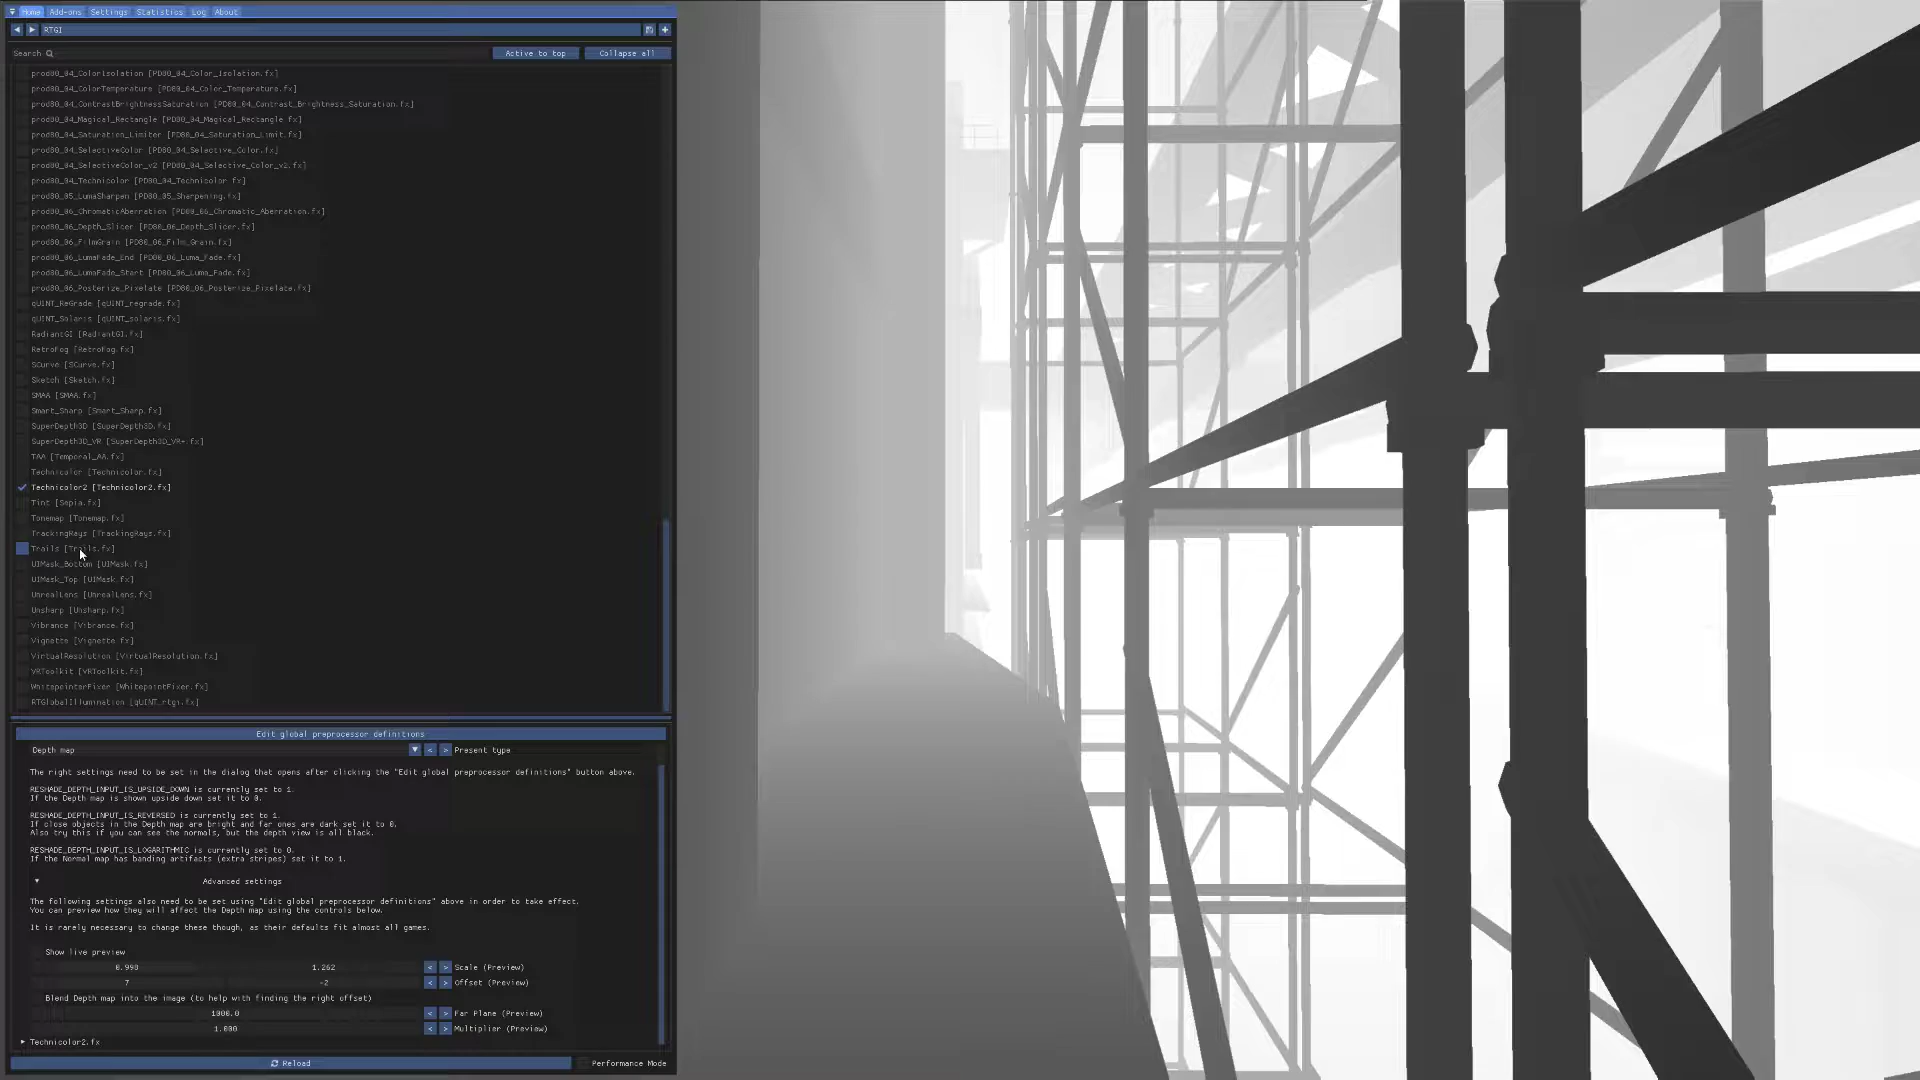 Home Add-ons Settings Statistics Log About
RTGI
Search Active to top Collapse all
prod80_04_ColorIsolation [PD80_04_Color_Isolation.fx]
prod80_04_ColorTemperature [PD80_04_Color_Temperature.fx]
prod80_04_ContrastBrightnessSaturation [PD80_04_Contrast_Brightness_Saturation.fx]
prod80_04_Magical_Rectangle [PD80_04_Magical_Rectangle.fx]
prod80_04_Saturation_Limiter [PD80_04_Saturation_Limit.fx]
prod80_04_SelectiveColor [PD80_04_Selective_Color.fx]
prod80_04_SelectiveColor_v2 [PD80_04_Selective_Color_v2.fx]
prod80_04_Technicolor [PD80_04_Technicolor.fx]
prod80_05_LumaSharpen [PD80_05_Sharpening.fx]
prod80_06_ChromaticAberration [PD80_06_Chromatic_Aberration.fx]
prod80_06_Depth_Slicer [PD80_06_Depth_Slicer.fx]
prod80_06_FilmGrain [PD80_06_Film_Grain.fx]
prod80_06_LumaFade_End [PD80_06_Luma_Fade.fx]
prod80_06_LumaFade_Start [PD80_06_Luma_Fade.fx]
prod80_06_Posterize_Pixelate [PD80_06_Posterize_Pixelate.fx]
qUINT_ReGrade [qUINT_regrade.fx]
qUINT_Solaris [qUINT_solaris.fx]
RadiantGI [RadiantGI.fx]
RetroFog [RetroFog.fx]
SCurve [SCurve.fx]
Sketch [Sketch.fx]
SMAA [SMAA.fx]
Smart_Sharp [Smart_Sharp.fx]
SuperDepth3D [SuperDepth3D.fx]
SuperDepth3D_VR [SuperDepth3D_VR+.fx]
TAA [Temporal_AA.fx]
Technicolor [Technicolor.fx]
Technicolor2 [Technicolor2.fx]
Tint [Sepia.fx]
Tonemap [Tonemap.fx]
TrackingRays [TrackingRays.fx]
Trails [Trails.fx]
UIMask_Bottom [UIMask.fx]
UIMask_Top [UIMask.fx]
UnrealLens [UnrealLens.fx]
Unsharp [Unsharp.fx]
Vibrance [Vibrance.fx]
Vignette [Vignette.fx]
VirtualResolution [VirtualResolution.fx]
VRToolkit [VRToolkit.fx]
WhitepointerFixer [WhitepointFixer.fx]
RTGlobalIllumination [qUINT_rtgi.fx]
Edit global preprocessor definitions
Depth map < > Present type
The right settings need to be set in the dialog that opens after clicking the "Edit global preprocessor definitions" button above.
RESHADE_DEPTH_INPUT_IS_UPSIDE_DOWN is currently set to 1.
If the Depth map is shown upside down set it to 0.
RESHADE_DEPTH_INPUT_IS_REVERSED is currently set to 1.
If close objects in the Depth map are bright and far ones are dark set it to 0.
Also try this if you can see the normals, but the depth view is all black.
RESHADE_DEPTH_INPUT_IS_LOGARITHMIC is currently set to 0.
If the Normal map has banding artifacts (extra stripes) set it to 1.
Advanced settings
The following settings also need to be set using "Edit global preprocessor definitions" above in order to take effect.
You can preview how they will affect the Depth map using the controls below.
It is rarely necessary to change these though, as their defaults fit almost all games.
Show live preview
0.990 1.262 < > Scale (Preview)
7 -2 < > Offset (Preview)
Blend Depth map into the image (to help with finding the right offset)
1000.0 < > Far Plane (Preview)
1.000 < > Multiplier (Preview)
Technicolor2.fx
Reload Performance Mode